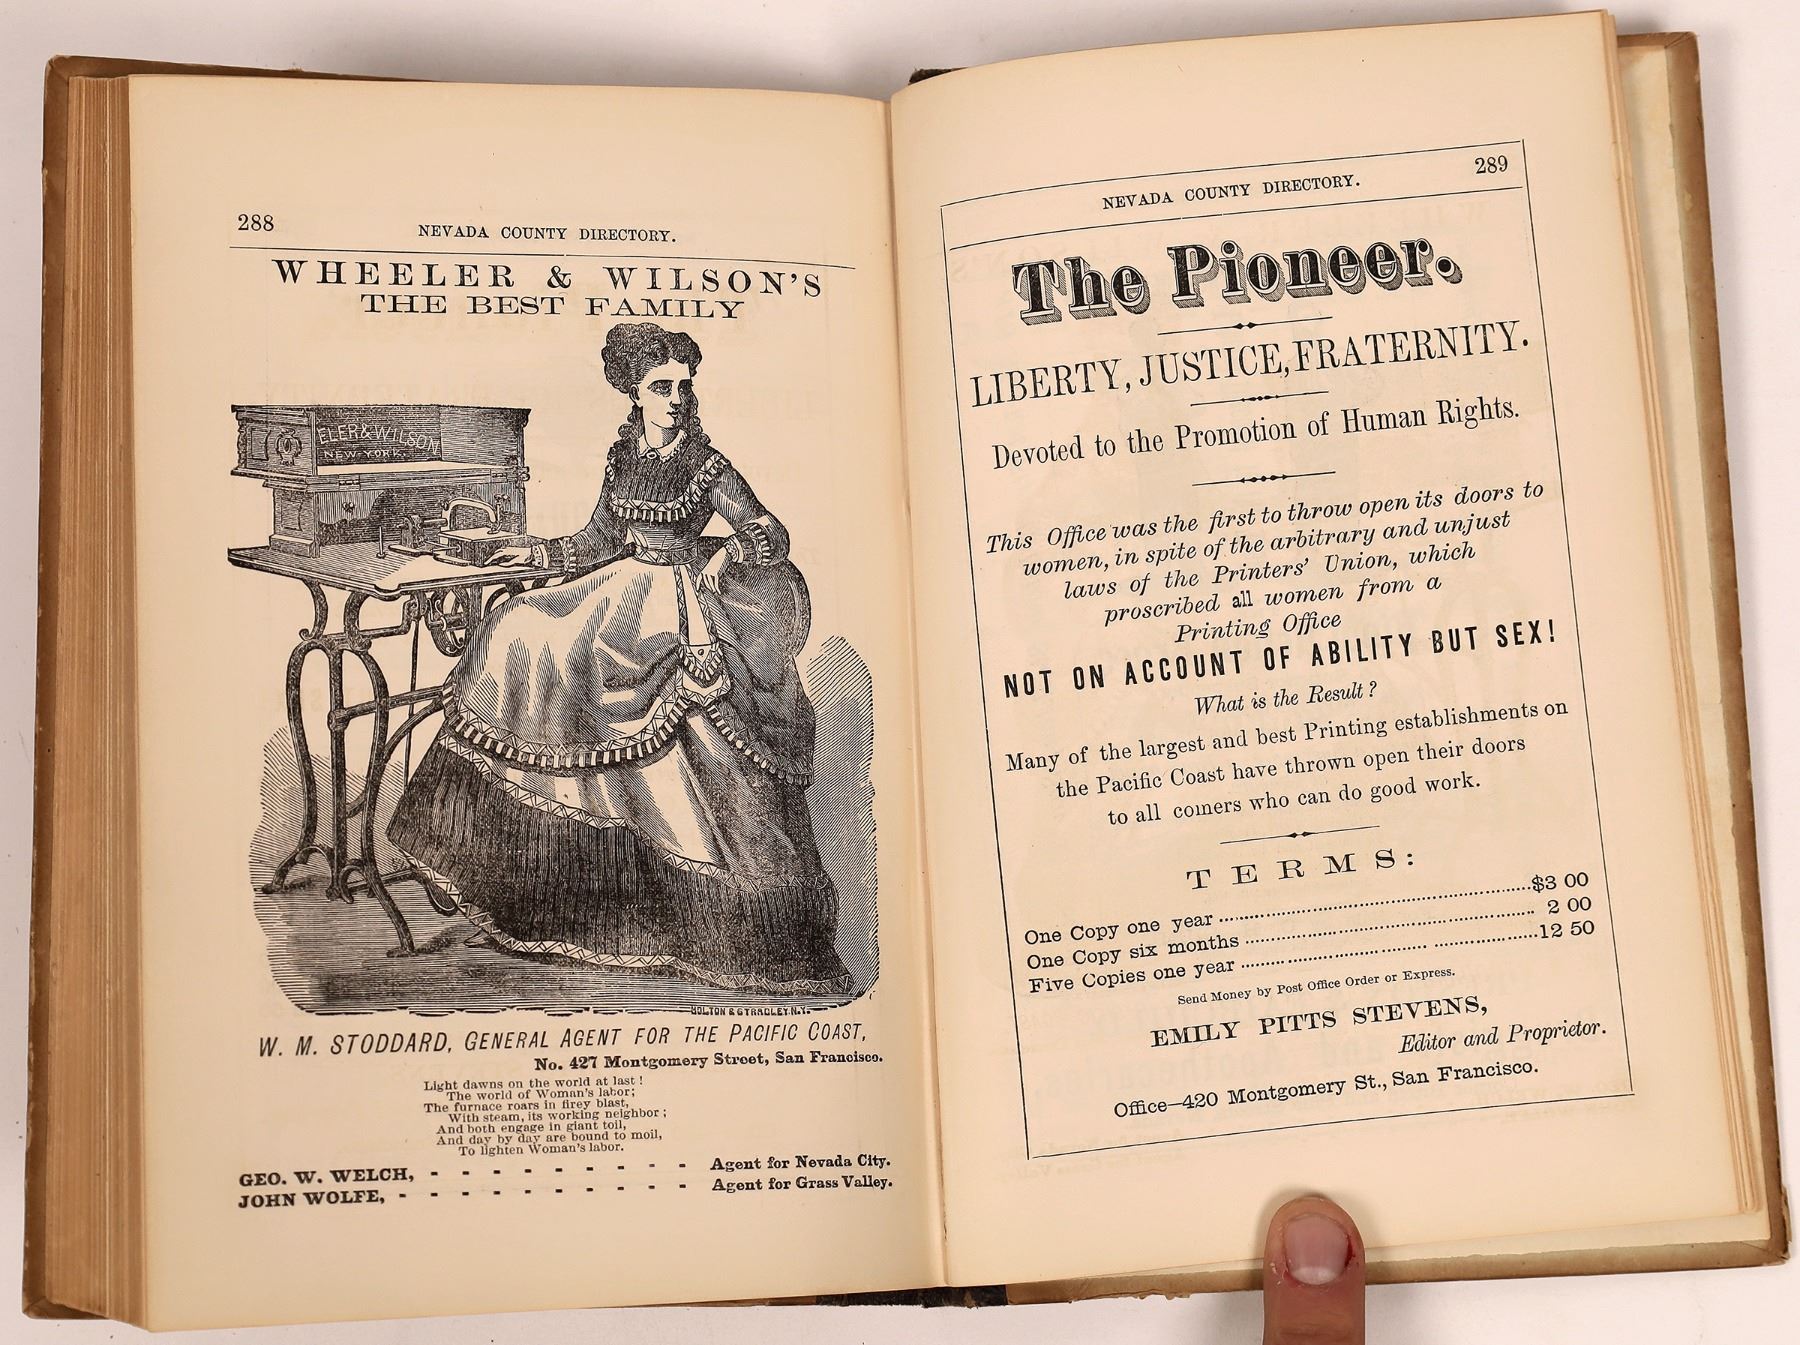 288
NEVADA COUNTY DIRECTORY.
WHEELER & WILSON'S
THE BEST FAMILY
ELER & WILSON
NEW-YORK.
W. M. STODDARD, GENERAL AGENT FOR THE PACIFIC COAST,
No. 427 Montgomery Street, San Francisco.
Light dawns on the world at last!
The world of Woman's labor;
The furnace roars in firey blast,
With steam, its working neighbor;
And both engage in giant toil,
And day by day are bound to moil,
To lighten Woman's labor.
GEO. W. WELCH, - - - - - - - - - Agent for Nevada City.
JOHN WOLFE, - - - - - - - - - - Agent for Grass Valley.
NEVADA COUNTY DIRECTORY. 289
The Pioneer.
LIBERTY, JUSTICE, FRATERNITY.
Devoted to the Promotion of Human Rights.
This Office was the first to throw open its doors to
women, in spite of the arbitrary and unjust
laws of the Printers' Union, which
proscribed all women from a
Printing Office
NOT ON ACCOUNT OF ABILITY BUT SEX!
What is the Result?
Many of the largest and best Printing establishments on
the Pacific Coast have thrown open their doors
to all comers who can do good work.
TERMS:
One Copy one year ........................................$3 00
One Copy six months ..................................... 2 00
Five Copies one year .....................................12 50
Send Money by Post Office Order or Express.
EMILY PITTS STEVENS,
Editor and Proprietor.
Office—420 Montgomery St., San Francisco.